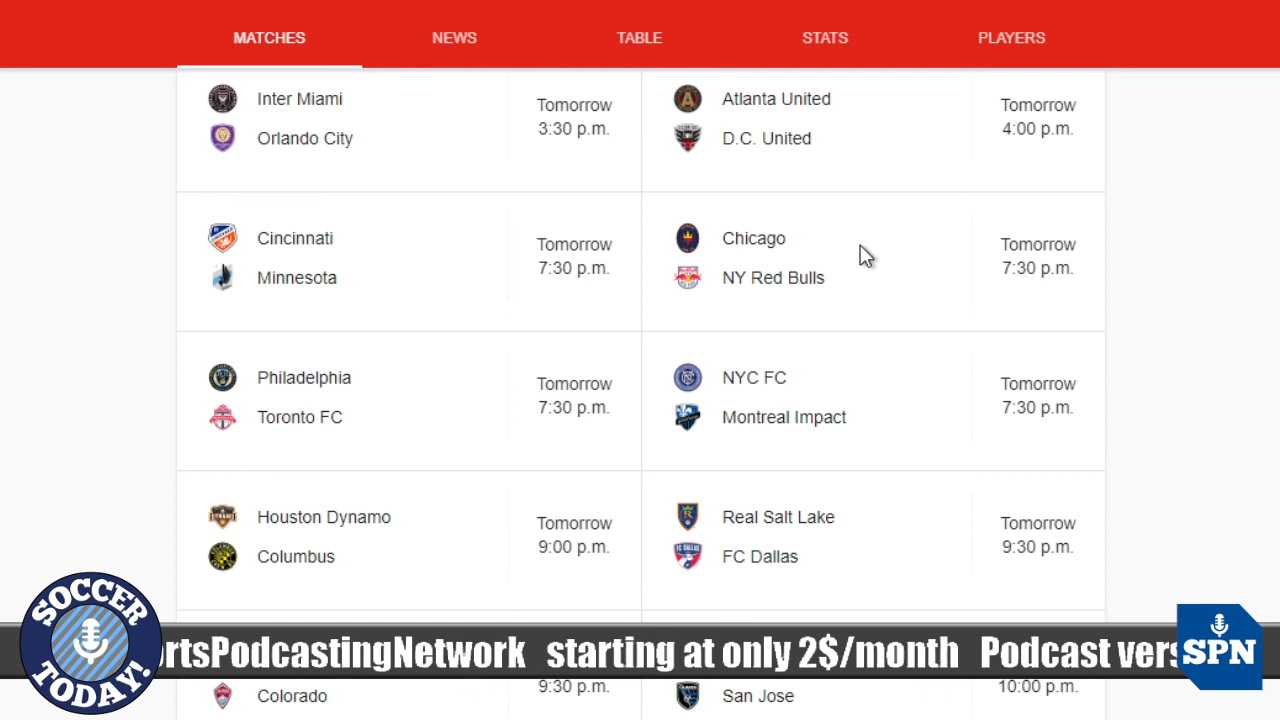 MATCHES NEWS TABLE STATS PLAYERS
Inter Miami
Orlando City
Tomorrow
3:30 p.m.
Atlanta United
D.C. United
Tomorrow
4:00 p.m.
Cincinnati
Minnesota
Tomorrow
7:30 p.m.
Chicago
NY Red Bulls
Tomorrow
7:30 p.m.
Philadelphia
Toronto FC
Tomorrow
7:30 p.m.
NYC FC
Montreal Impact
Tomorrow
7:30 p.m.
Houston Dynamo
Columbus
Tomorrow
9:00 p.m.
Real Salt Lake
FC Dallas
Tomorrow
9:30 p.m.
SOCCER
TODAY!
rtsPodcastingNetwork starting at only 2$/month Podcast vers
SPN
Colorado
9:30 p.m.
San Jose
10:00 p.m.